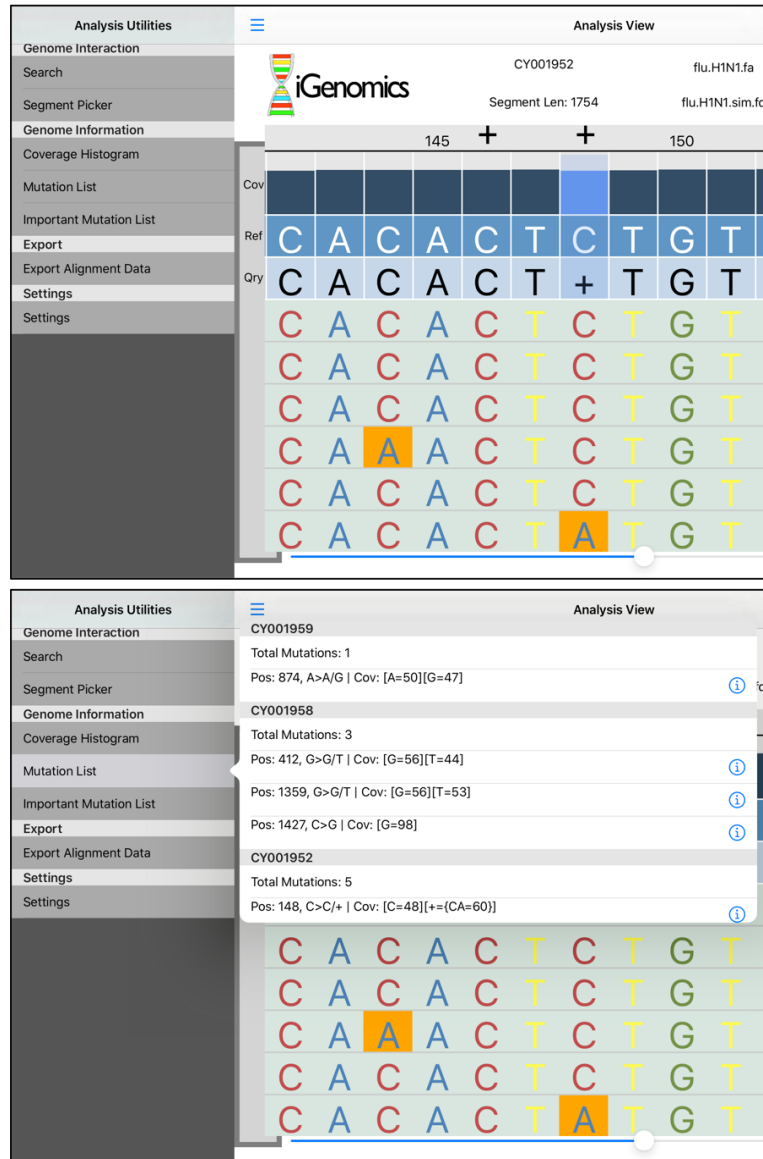 Analysis Utilities
Analysis View
Genome Interaction
Search
Segment Picker
Genome Information
Coverage Histogram
Mutation List
Important Mutation List
Export
Export Alignment Data
Settings
Settings
iGenomics
CY001952
flu.H1N1.fa
Segment Len: 1754
flu.H1N1.sim.fq
145 + + 150
Cov
Ref C A C A C T C T G T
Qry C A C A C T + T G T
C A C A C T C T G T
C A C A C T C T G T
C A C A C T C T G T
C A A A C T C T G T
C A C A C T C T G T
C A C A C T A T G T
Analysis Utilities
Analysis View
Genome Interaction
Search
Segment Picker
Genome Information
Coverage Histogram
Mutation List
Important Mutation List
Export
Export Alignment Data
Settings
Settings
CY001959
Total Mutations: 1
Pos: 874, A>A/G | Cov: [A=50][G=47]
CY001958
Total Mutations: 3
Pos: 412, G>G/T | Cov: [G=56][T=44]
Pos: 1359, G>G/T | Cov: [G=56][T=53]
Pos: 1427, C>G | Cov: [G=98]
CY001952
Total Mutations: 5
Pos: 148, C>C/+ | Cov: [C=48][+={CA=60}]
C A C A C T C T G T
C A C A C T C T G T
C A A A C T C T G T
C A C A C T C T G T
C A C A C T A T G T